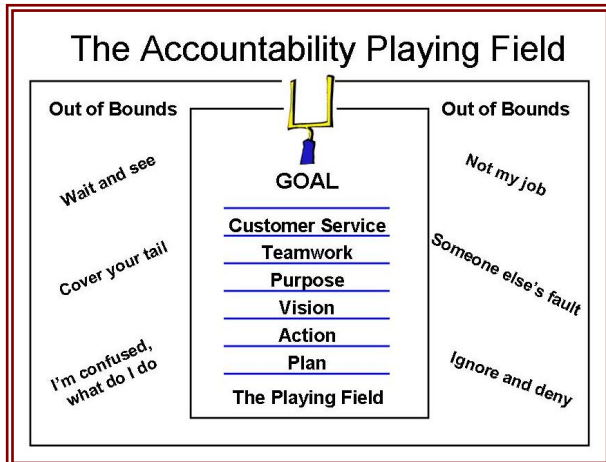 The Accountability Playing Field
Out of Bounds
Wait and see
Cover your tail
I'm confused,
what do I do
GOAL
Customer Service
Teamwork
Purpose
Vision
Action
Plan
The Playing Field
Out of Bounds
Not my job
Someone else's fault
Ignore and deny